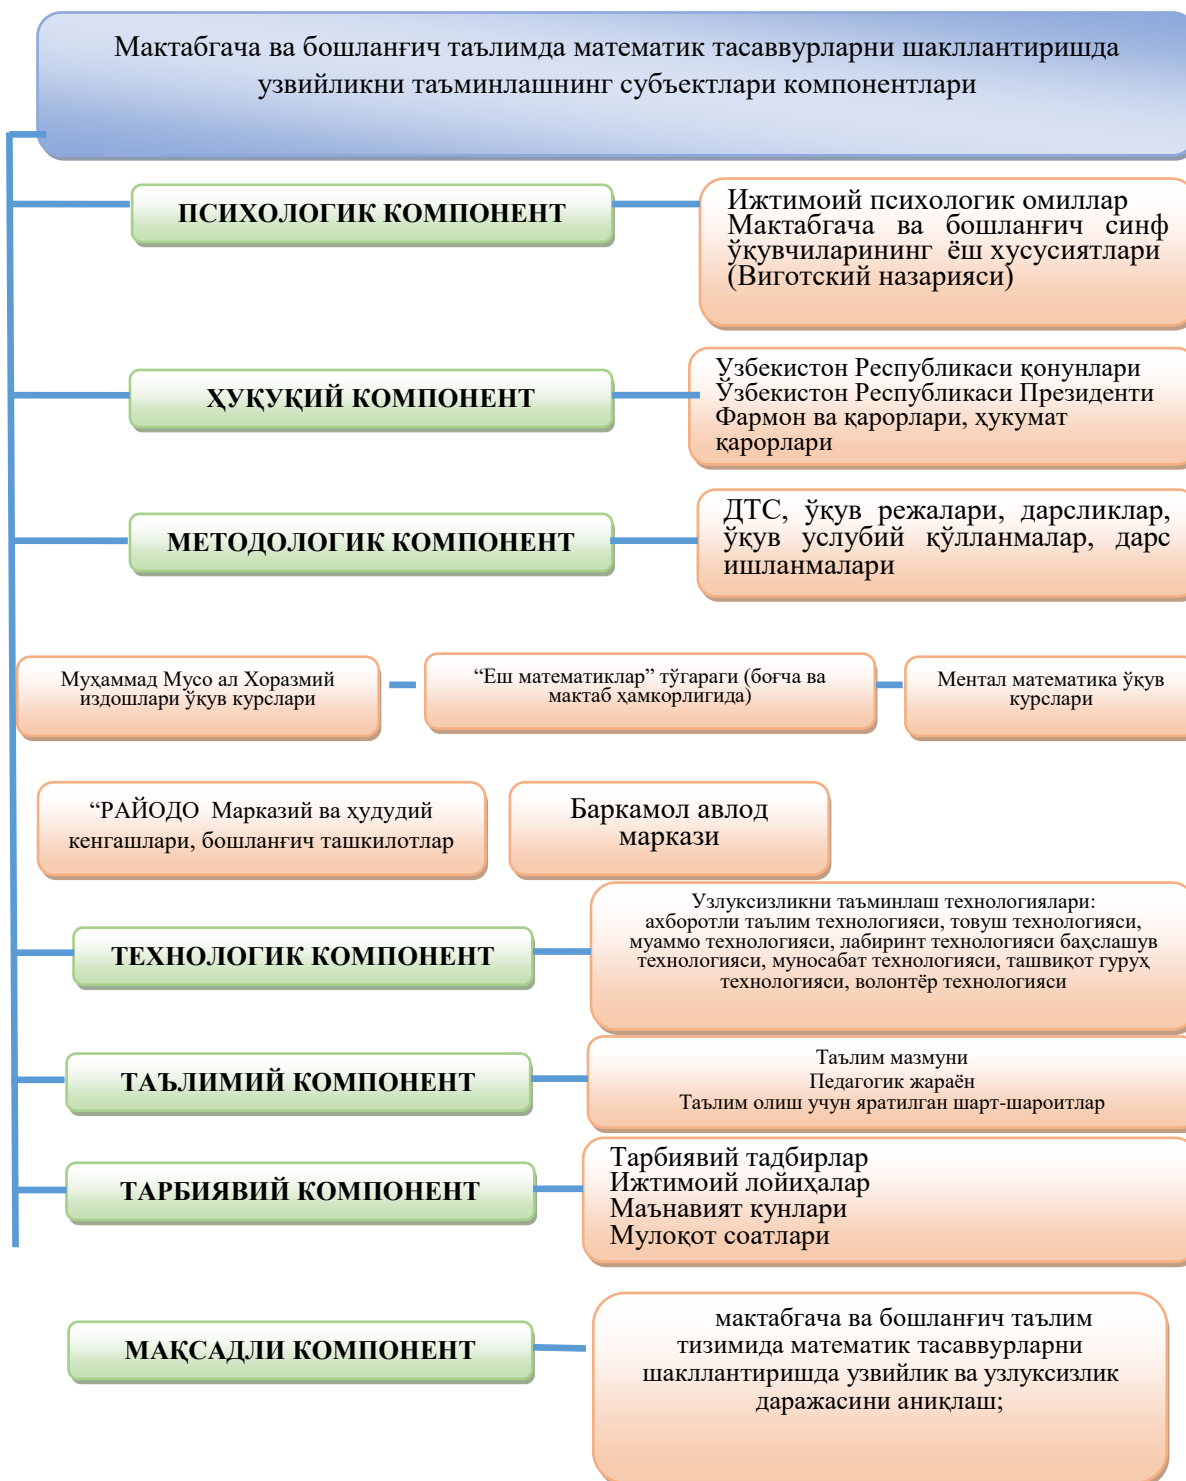 Мактабгача ва бошланғич таълимда математик тасаввурларни шакллантиришда
узвийликни таъминлашнинг субъектлари компонентлари
ПСИХОЛОГИК КОМПОНЕНТ
Ижтимоий психологик омиллар
Мактабгача ва бошланғич синф
ўқувчиларининг ёш хусусиятлари
(Виготский назарияси)
ҲУҚУҚИЙ КОМПОНЕНТ
Узбекистон Республикаси қонунлари
Ўзбекистон Республикаси Президенти
Фармон ва қарорлари, ҳукумат
қарорлари
МЕТОДОЛОГИК КОМПОНЕНТ
ДТС, ўқув режалари, дарсликлар,
ўқув услубий қўлланмалар, дарс
ишланмалари
Муҳаммад Мусо ал Хоразмий
издошлари ўқув курслари
“Еш математиклар” тўгараги (боғча ва
мактаб ҳамкорлигида)
Ментал математика ўқув
курслари
“РАЙОДО Марказий ва ҳудудий
кенгашлари, бошланғич ташкилотлар
Баркамол авлод
маркази
ТЕХНОЛОГИК КОМПОНЕНТ
Узлуксизликни таъминлаш технологиялари:
ахборотли таълим технологияси, товуш технологияси,
муаммо технологияси, лабиринт технологияси баҳслашув
технологияси, муносабат технологияси, ташвиқот гуруҳ
технологияси, волонтёр технологияси
ТАЪЛИМИЙ КОМПОНЕНТ
Таълим мазмуни
Педагогик жараён
Таълим олиш учун яратилган шарт-шароитлар
ТАРБИЯВИЙ КОМПОНЕНТ
Тарбиявий тадбирлар
Ижтимоий лойиҳалар
Маънавият кунлари
Мулоқот соатлари
МАҚСАДЛИ КОМПОНЕНТ
мактабгача ва бошланғич таълим
тизимида математик тасаввурларни
шакллантиришда узвийлик ва узлуксизлик
даражасини аниқлаш;